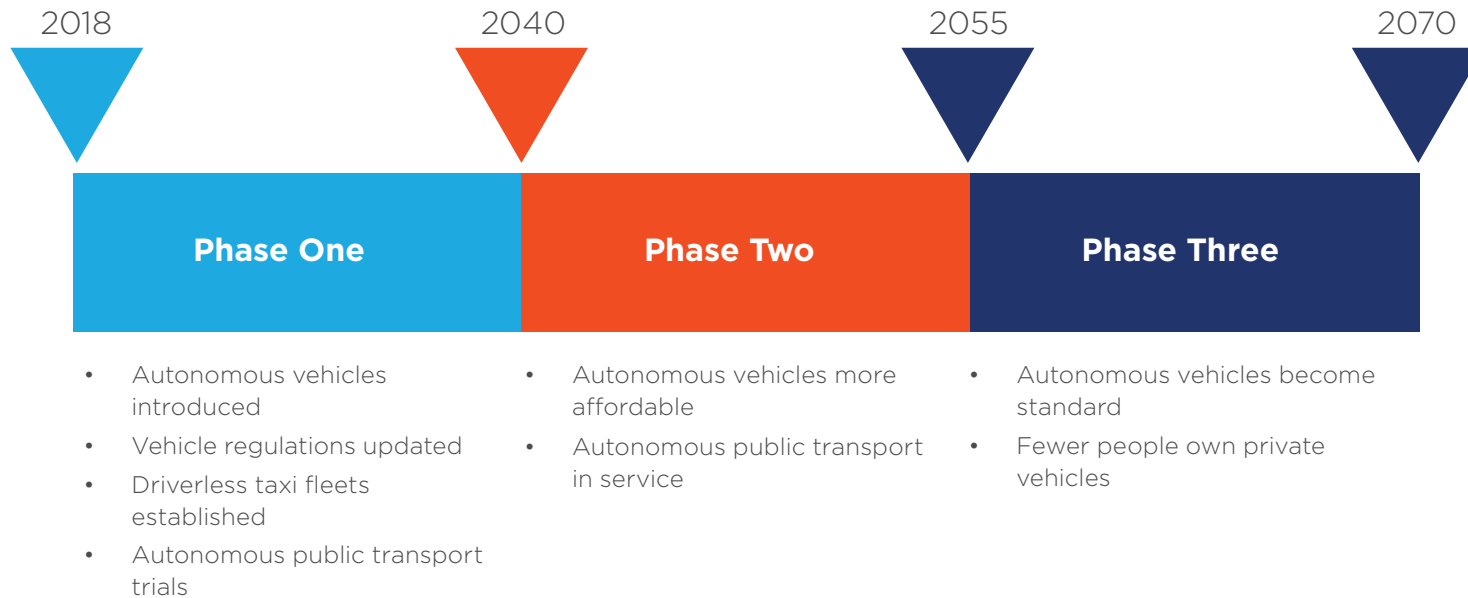 2018 2040 2055 2070
Phase One Phase Two Phase Three
• Autonomous vehicles
introduced
• Vehicle regulations updated
• Driverless taxi fleets
established
• Autonomous public transport
trials
• Autonomous vehicles more
affordable
• Autonomous public transport
in service
• Autonomous vehicles become
standard
• Fewer people own private
vehicles